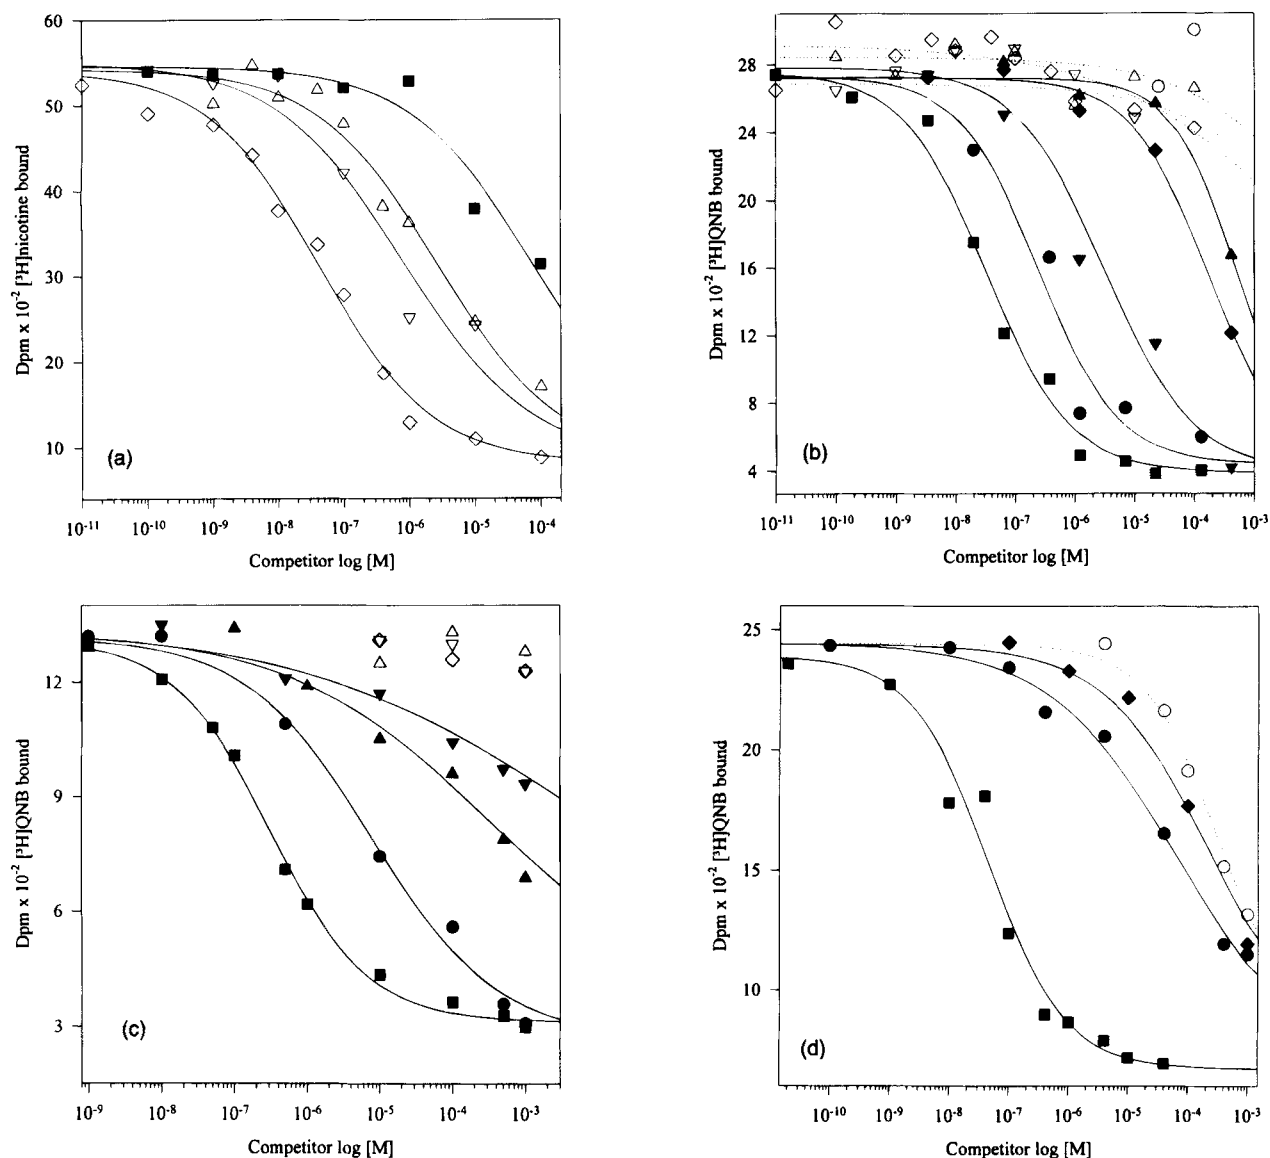 60
50
40
30
20
10
Dpm x 10⁻² [³H]nicotine bound
(a)
10⁻¹¹ 10⁻¹⁰ 10⁻⁹ 10⁻⁸ 10⁻⁷ 10⁻⁶ 10⁻⁵ 10⁻⁴
Competitor log [M]
28
24
20
16
12
8
4
Dpm x 10⁻² [³H]QNB bound
(b)
10⁻¹¹ 10⁻¹⁰ 10⁻⁹ 10⁻⁸ 10⁻⁷ 10⁻⁶ 10⁻⁵ 10⁻⁴ 10⁻³
Competitor log [M]
12
9
6
3
Dpm x 10⁻² [³H]QNB bound
(c)
10⁻⁹ 10⁻⁸ 10⁻⁷ 10⁻⁶ 10⁻⁵ 10⁻⁴ 10⁻³
Competitor log [M]
25
20
15
10
Dpm x 10⁻² [³H]QNB bound
(d)
10⁻¹⁰ 10⁻⁹ 10⁻⁸ 10⁻⁷ 10⁻⁶ 10⁻⁵ 10⁻⁴ 10⁻³
Competitor log [M]